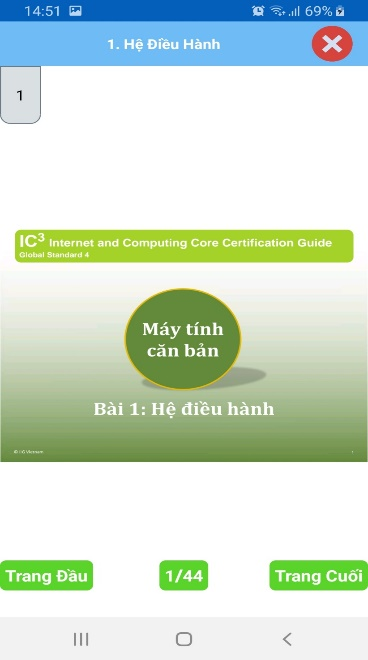 14:51
69%
1. Hệ Điều Hành
1
IC³ Internet and Computing Core Certification Guide
Global Standard 4
Máy tính
căn bản
Bài 1: Hệ điều hành
Trang Đầu
1/44
Trang Cuối